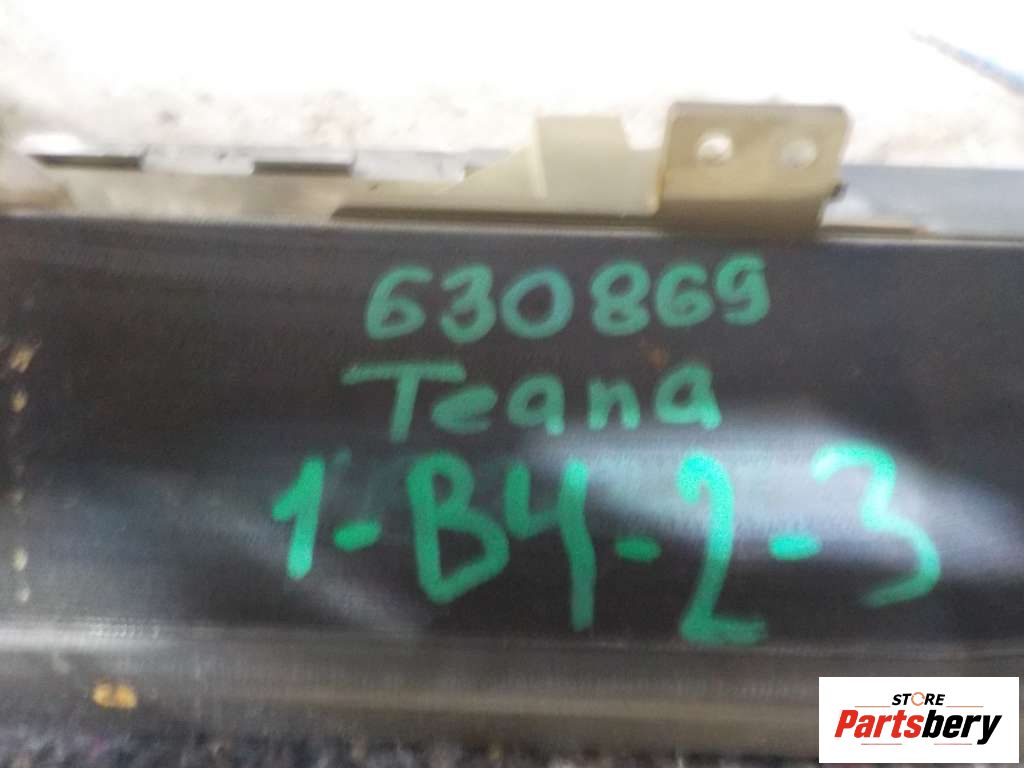 630869
Teana
1-B4-2-3
STORE
Partsbery